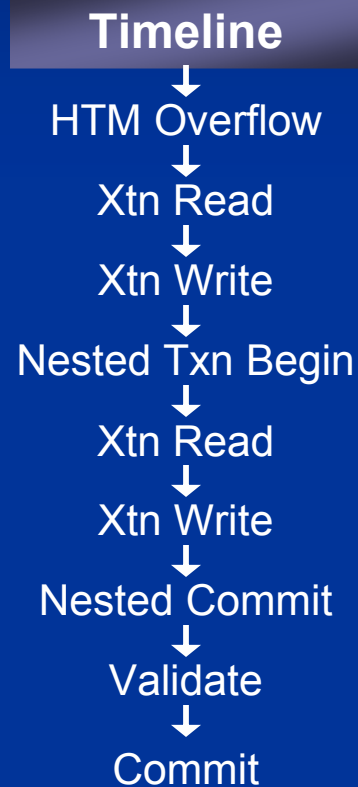 Timeline
HTM Overflow
Xtn Read
Xtn Write
Nested Txn Begin
Xtn Read
Xtn Write
Nested Commit
Validate
Commit